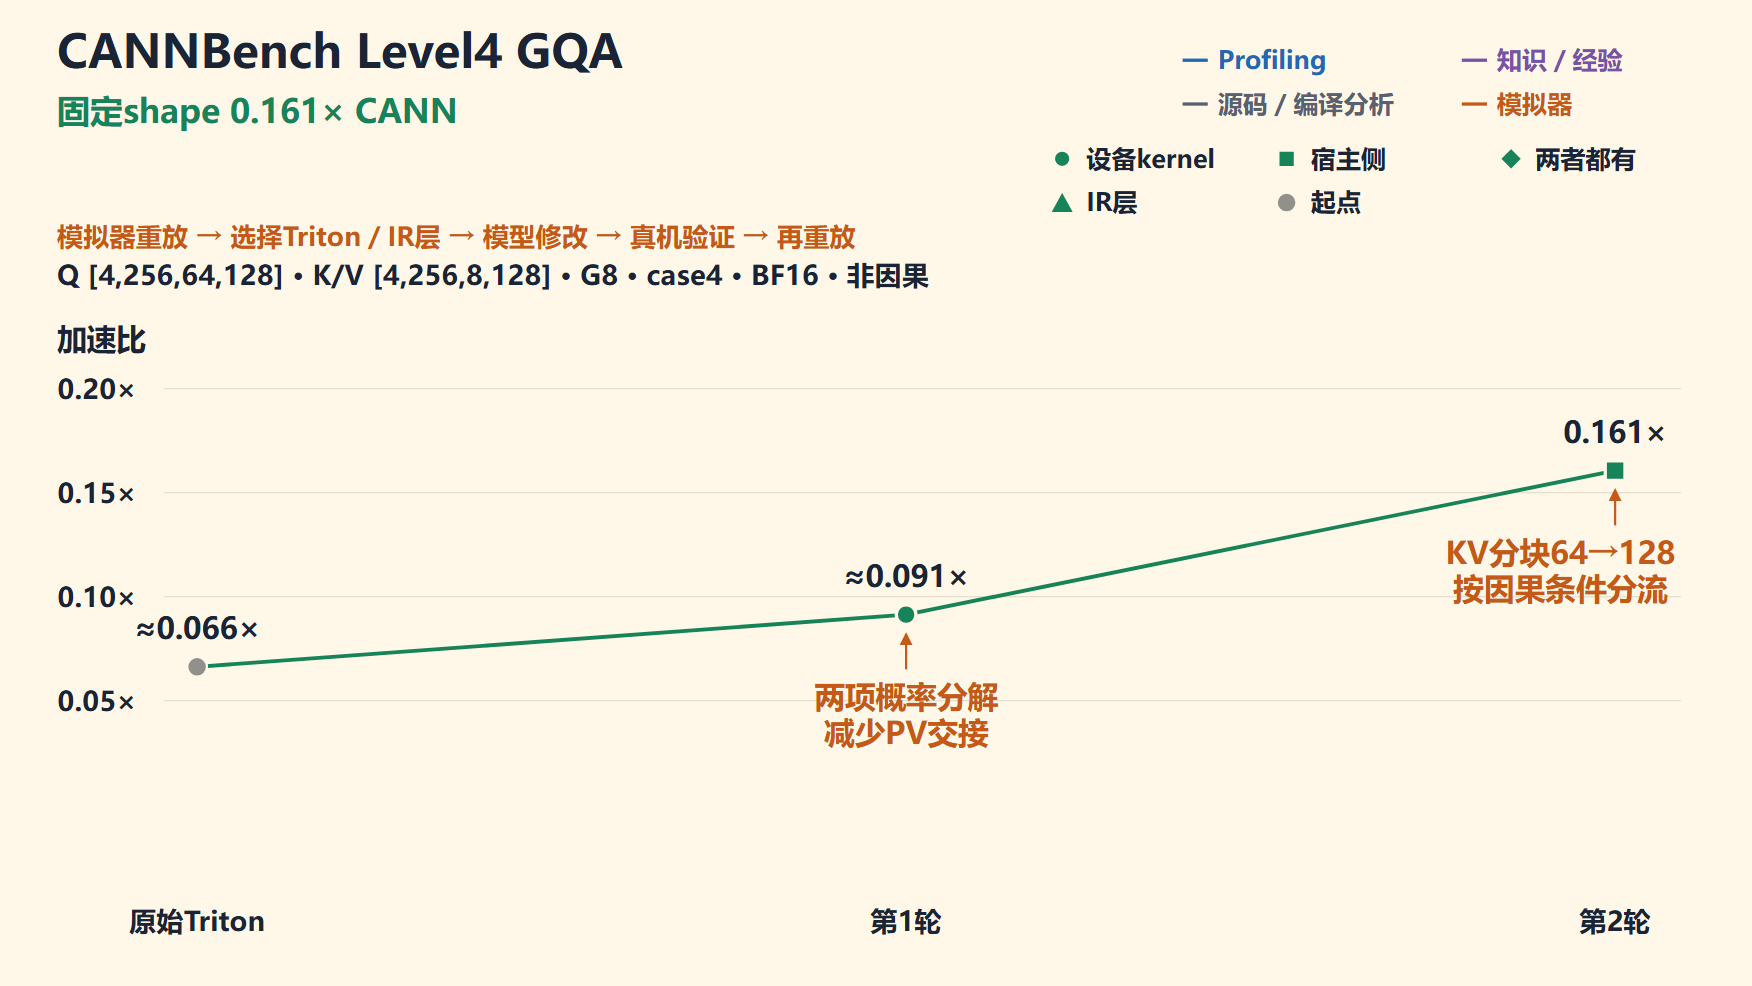 CANNBench Level4 GQA
固定shape 0.161× CANN
— Profiling
— 知识 / 经验
— 源码 / 编译分析
— 模拟器
● 设备kernel
■ 宿主侧
◆ 两者都有
▲ IR层
● 起点
模拟器重放 → 选择Triton / IR层 → 模型修改 → 真机验证 → 再重放
Q [4,256,64,128] • K/V [4,256,8,128] • G8 • case4 • BF16 • 非因果
加速比
0.20×
0.161×
0.15×
KV分块64→128
按因果条件分流
≈0.091×
0.10×
≈0.066×
0.05×
两项概率分解
减少PV交接
原始Triton
第1轮
第2轮